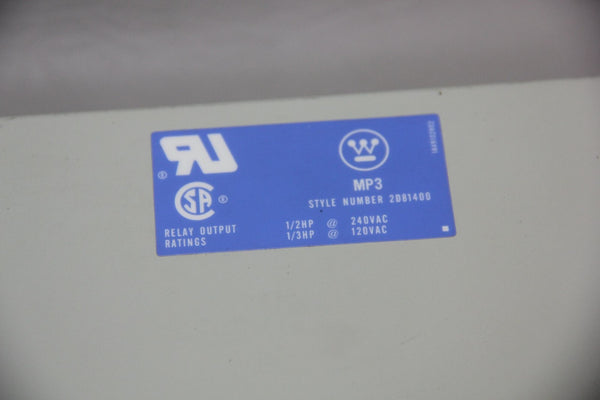 MP3
STYLE NUMBER 2D81400
RELAY OUTPUT RATINGS
1/2HP @ 240VAC
1/3HP @ 120VAC